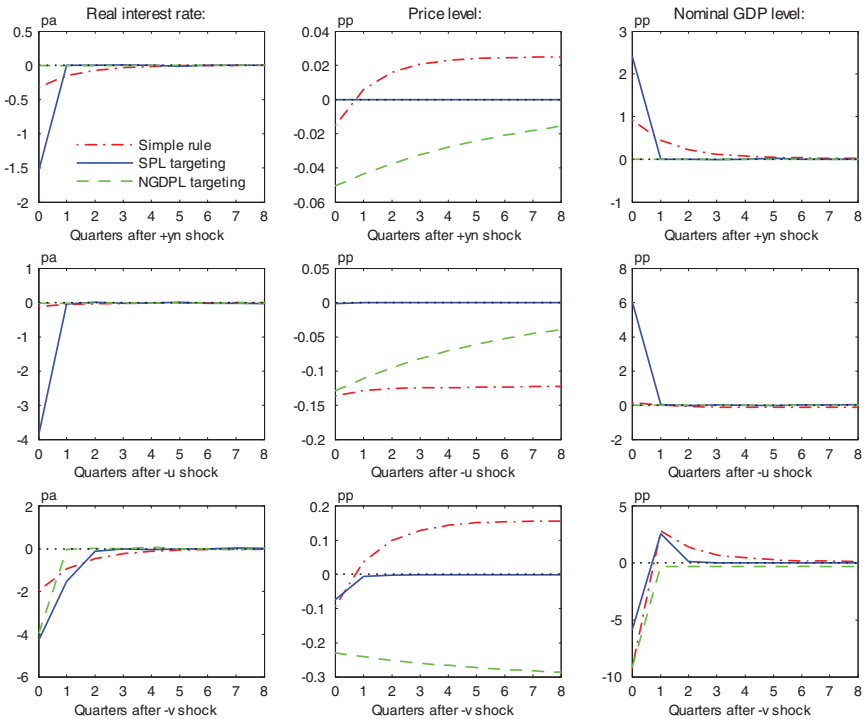 Real interest rate:
Price level:
Nominal GDP level:
pa
0.5
0
-0.5
-1
-1.5
-2
Simple rule
SPL targeting
NGDPL targeting
0 1 2 3 4 5 6 7 8
Quarters after +yn shock
pp
0.04
0.02
0
-0.02
-0.04
-0.06
0 1 2 3 4 5 6 7 8
Quarters after +yn shock
pp
3
2
1
0
-1
0 1 2 3 4 5 6 7 8
Quarters after +yn shock
pa
1
0
-1
-2
-3
-4
0 1 2 3 4 5 6 7 8
Quarters after -u shock
pp
0.05
0
-0.05
-0.1
-0.15
-0.2
0 1 2 3 4 5 6 7 8
Quarters after -u shock
pp
8
6
4
2
0
-2
0 1 2 3 4 5 6 7 8
Quarters after -u shock
pa
2
0
-2
-4
-6
0 1 2 3 4 5 6 7 8
Quarters after -v shock
pp
0.2
0.1
0
-0.1
-0.2
-0.3
0 1 2 3 4 5 6 7 8
Quarters after -v shock
pp
5
0
-5
-10
0 1 2 3 4 5 6 7 8
Quarters after -v shock